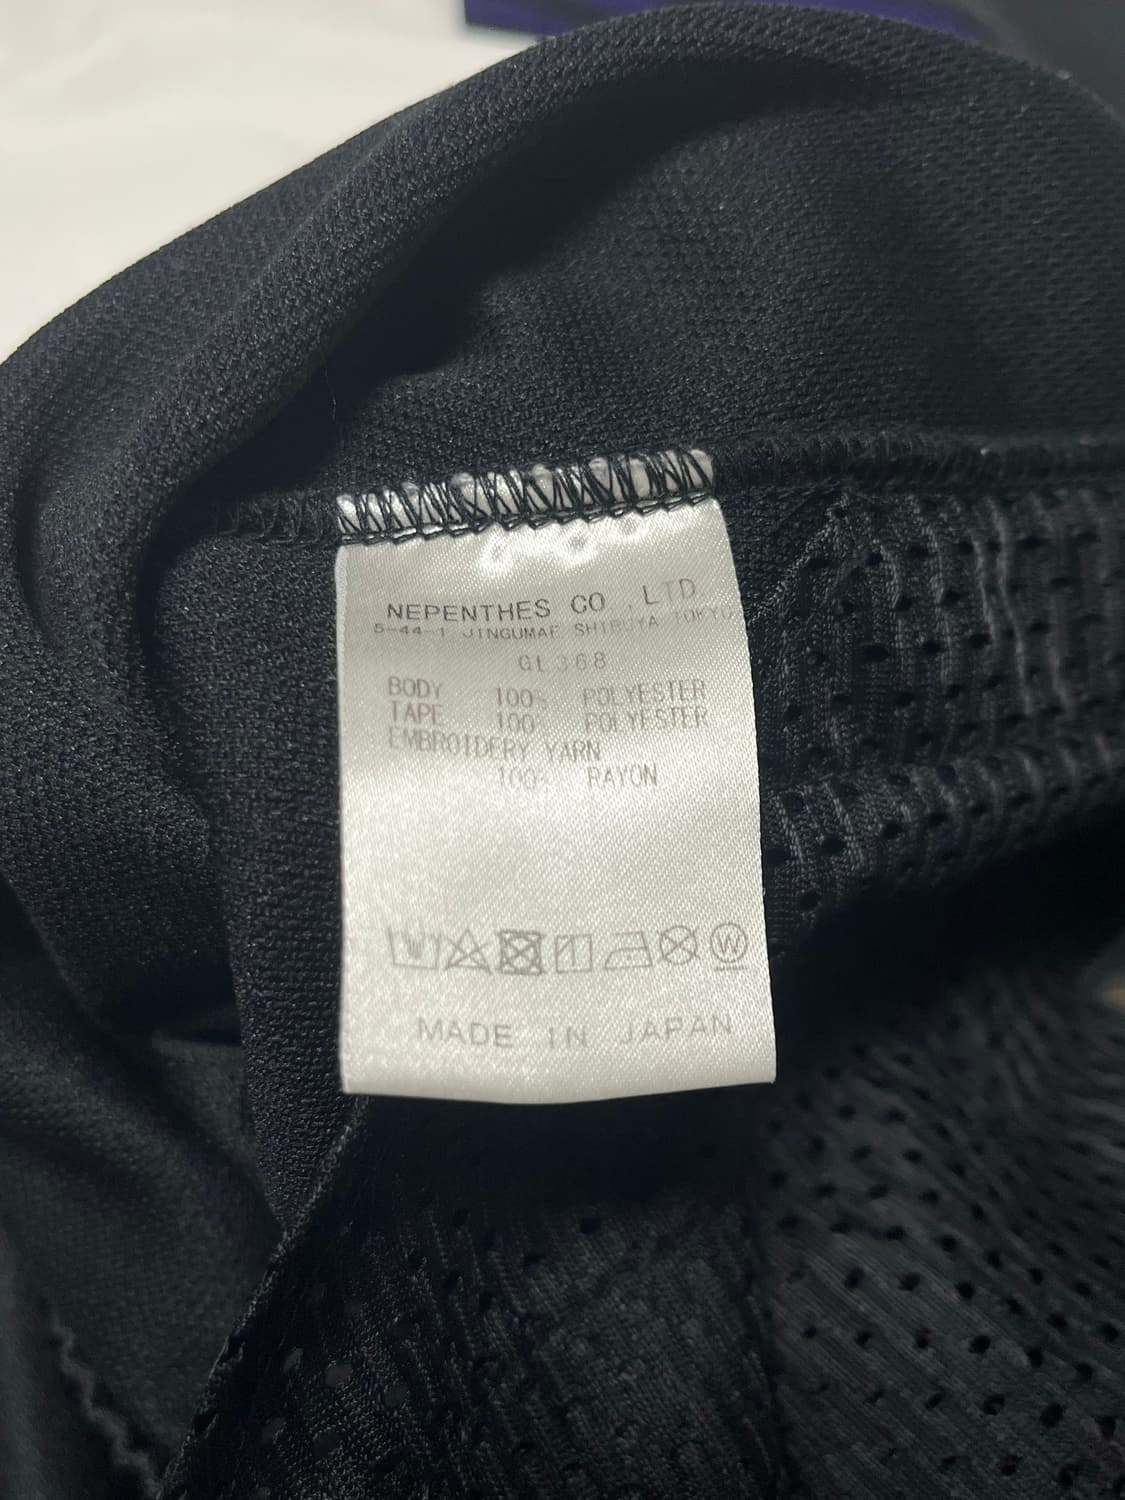 NEPENTHES CO .,LTD.
5-44-1 JINGUMAE SHIBUYA TOKYO
GL368
BODY 100% POLYESTER
TAPE 100% POLYESTER
EMBROIDERY YARN
100% RAYON
W
MADE IN JAPAN